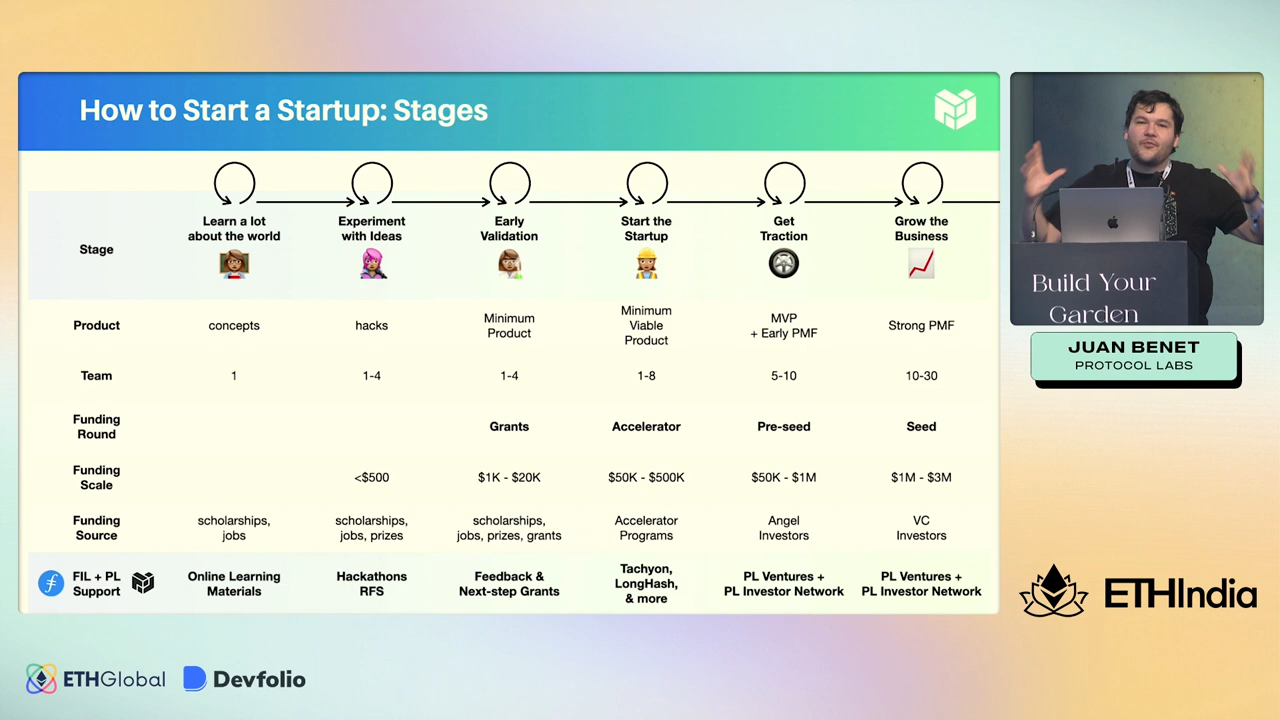 How to Start a Startup: Stages
Stage
Learn a lot
about the world
Experiment
with Ideas
Early
Validation
Start the
Startup
Get
Traction
Grow the
Business
Product
concepts
hacks
Minimum
Product
Minimum
Viable
Product
MVP
+ Early PMF
Strong PMF
Team
1
1-4
1-4
1-8
5-10
10-30
Funding
Round
Grants
Accelerator
Pre-seed
Seed
Funding
Scale
<$500
$1K - $20K
$50K - $500K
$50K - $1M
$1M - $3M
Funding
Source
scholarships,
jobs
scholarships,
jobs, prizes
scholarships,
jobs, prizes, grants
Accelerator
Programs
Angel
Investors
VC
Investors
FIL + PL
Support
Online Learning
Materials
Hackathons
RFS
Feedback &
Next-step Grants
Tachyon,
LongHash,
& more
PL Ventures +
PL Investor Network
PL Ventures +
PL Investor Network
Build Your
Garden
JUAN BENET
PROTOCOL LABS
ETHIndia
ETHGlobal
Devfolio